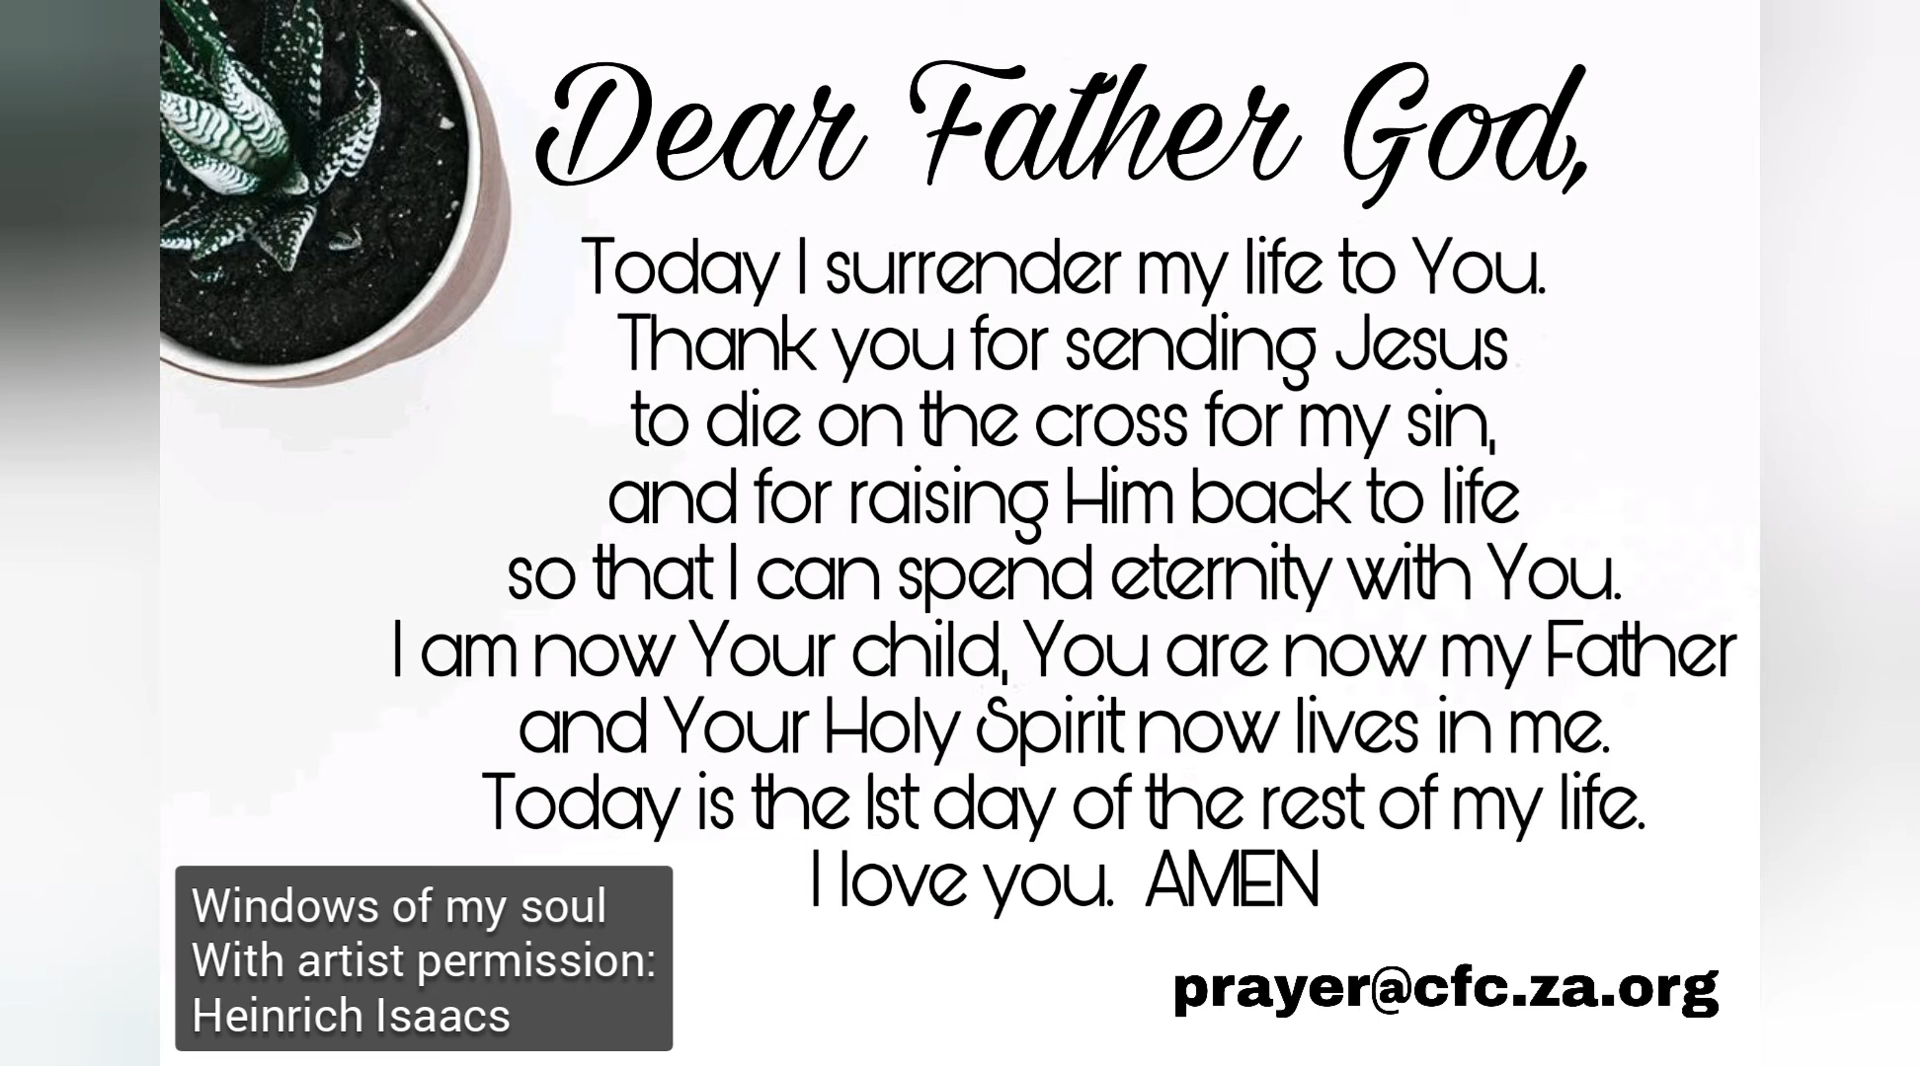 Dear Father God,
Today I surrender my life to You.
Thank you for sending Jesus
to die on the cross for my sin,
and for raising Him back to life
so that I can spend eternity with You.
I am now Your child, You are now my Father
and Your Holy Spirit now lives in me.
Today is the 1st day of the rest of my life.
I love you. AMEN
Windows of my soul
With artist permission:
Heinrich Isaacs
prayer@cfc.za.org